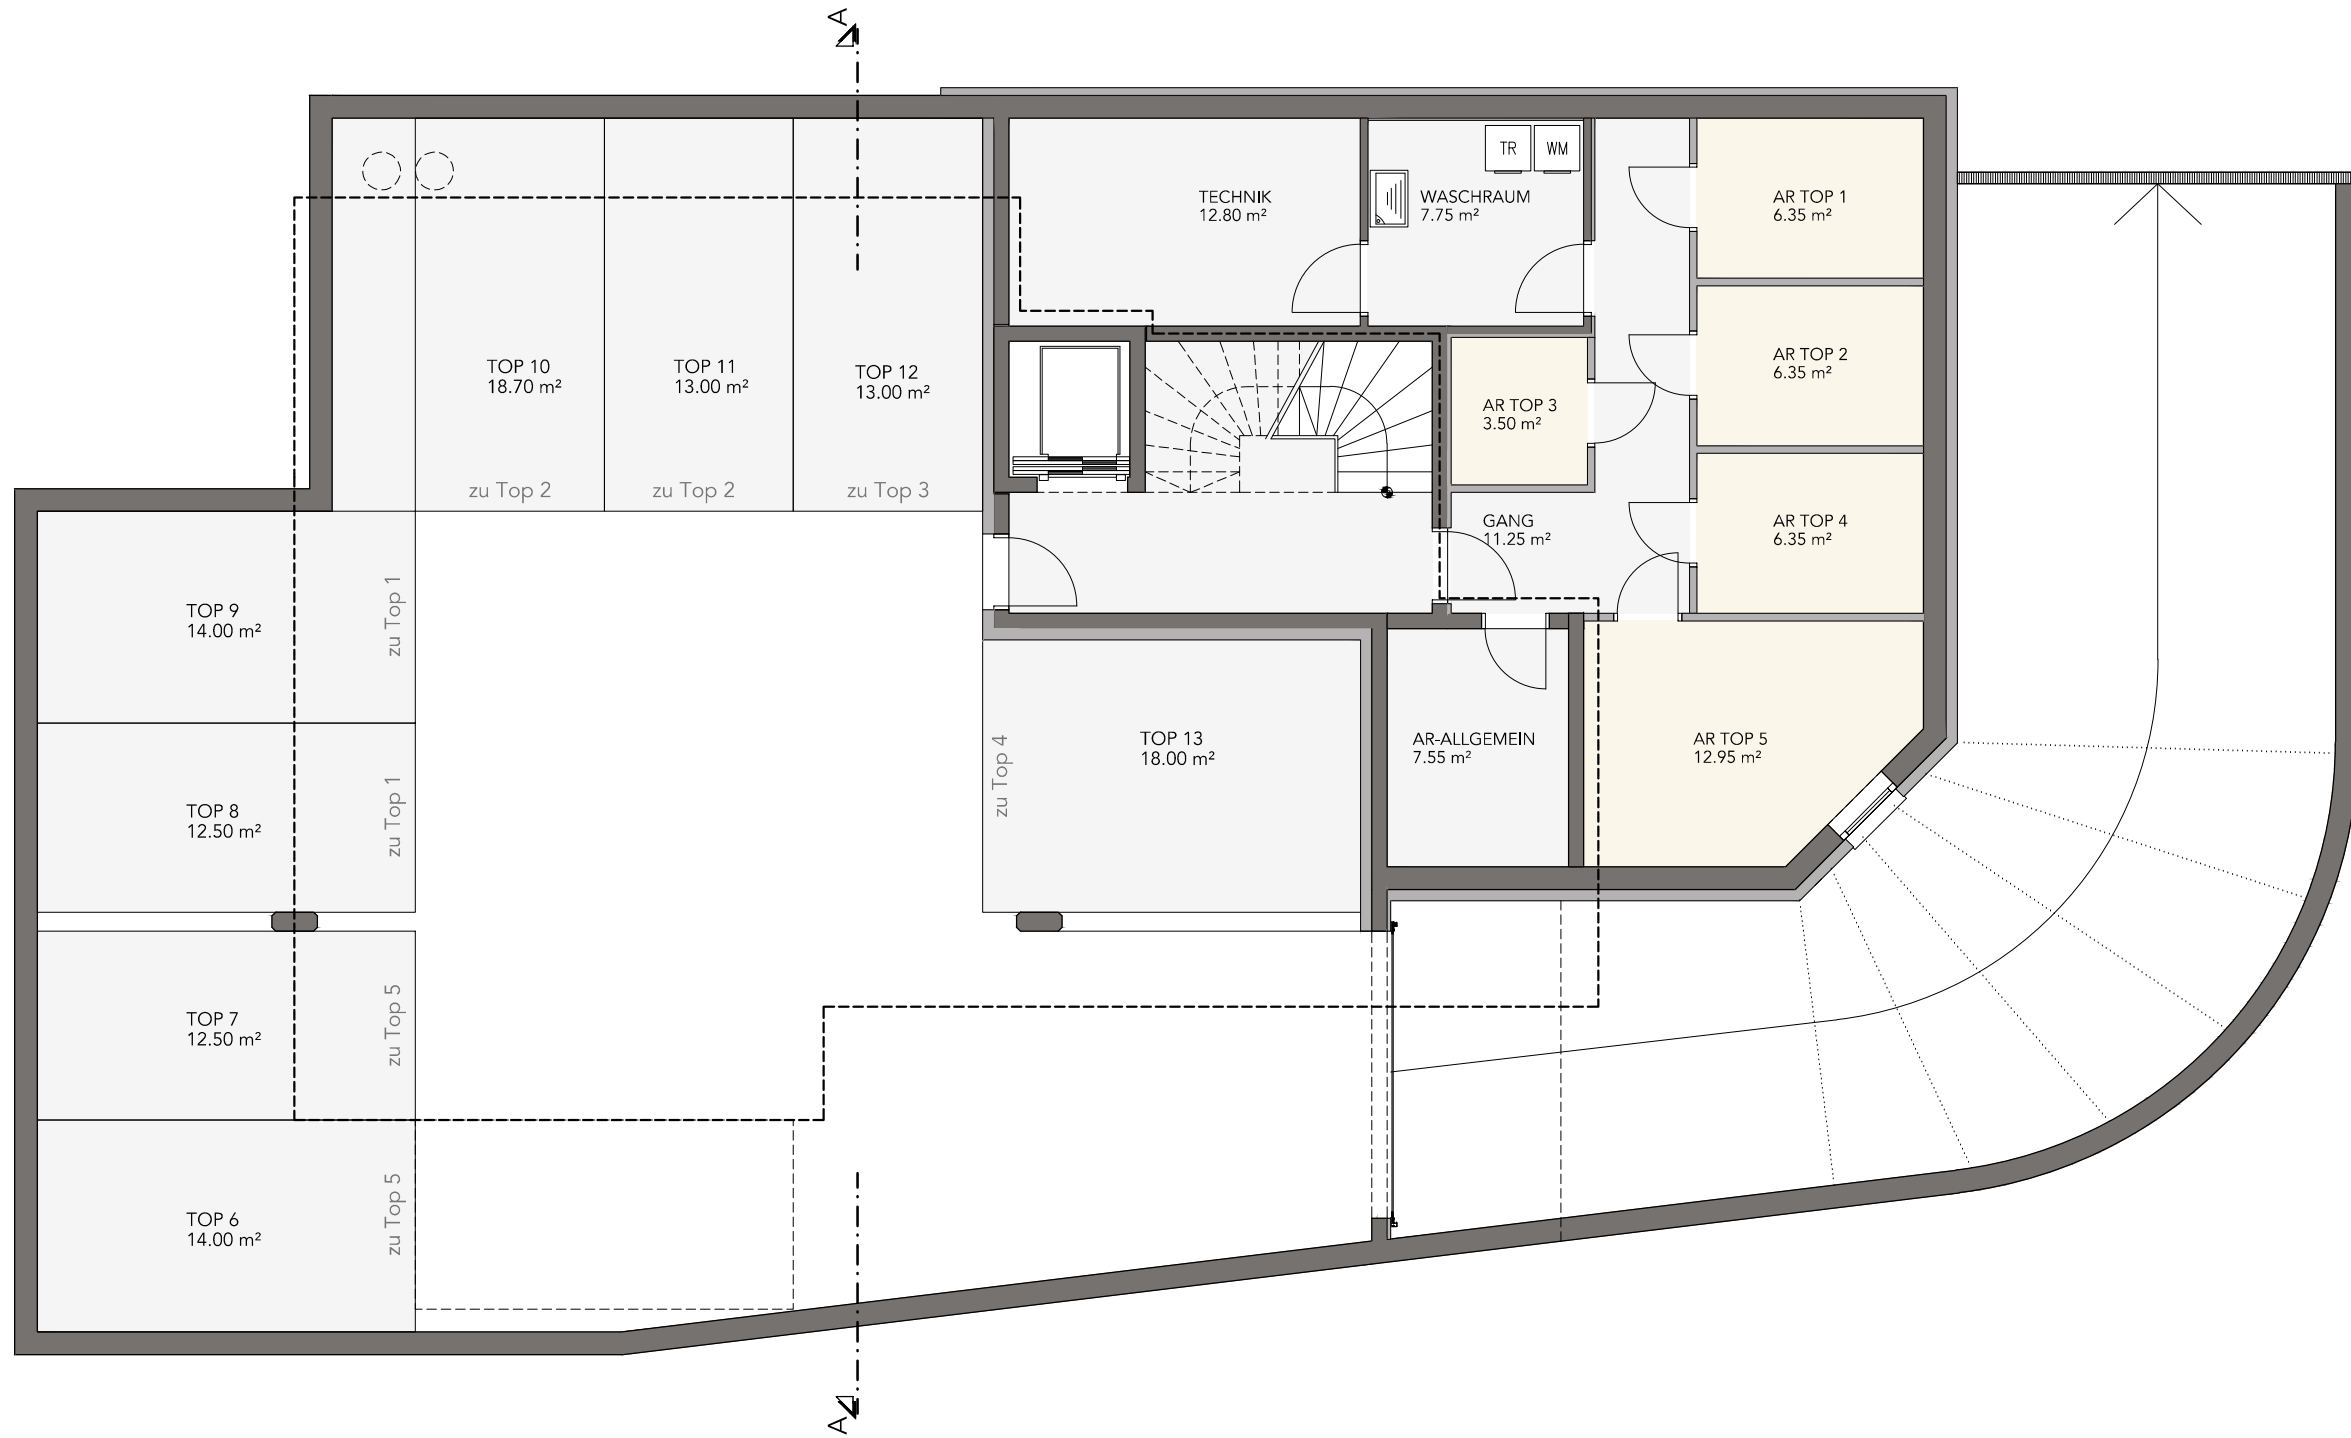 A
TECHNIK
12.80 m²
TR
WM
WASCHRAUM
7.75 m²
AR TOP 1
6.35 m²
TOP 10
18.70 m²
TOP 11
13.00 m²
TOP 12
13.00 m²
AR TOP 2
6.35 m²
AR TOP 3
3.50 m²
zu Top 2
zu Top 2
zu Top 3
GANG
11.25 m²
AR TOP 4
6.35 m²
TOP 9
14.00 m²
zu Top 1
TOP 13
18.00 m²
zu Top 4
AR-ALLGEMEIN
7.55 m²
AR TOP 5
12.95 m²
TOP 8
12.50 m²
zu Top 1
TOP 7
12.50 m²
zu Top 5
TOP 6
14.00 m²
zu Top 5
A